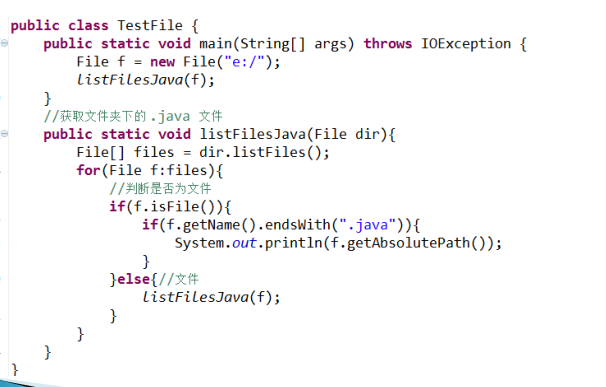 public class TestFile {
public static void main(String[] args) throws IOException {
File f = new File("e:/");
listFilesJava(f);
}
//获取文件夹下的.java 文件
public static void listFilesJava(File dir){
File[] files = dir.listFiles();
for(File f:files){
//判断是否为文件
if(f.isFile()){
if(f.getName().endsWith(".java")){
System.out.println(f.getAbsolutePath());
}
}else{//文件
listFilesJava(f);
}
}
}
}